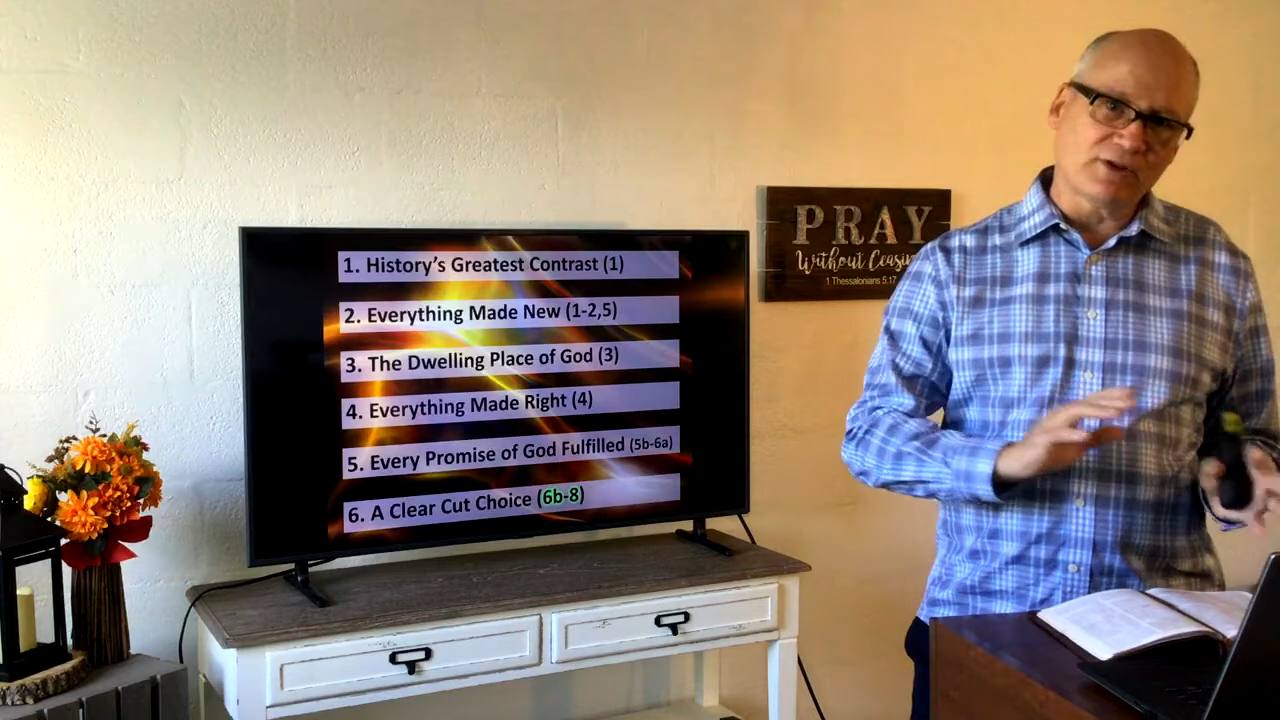 1. History's Greatest Contrast (1)
2. Everything Made New (1-2,5)
3. The Dwelling Place of God (3)
4. Everything Made Right (4)
5. Every Promise of God Fulfilled (5b-6a)
6. A Clear Cut Choice (6b-8)
PRAY
Without
1 Thessalonians 5:17